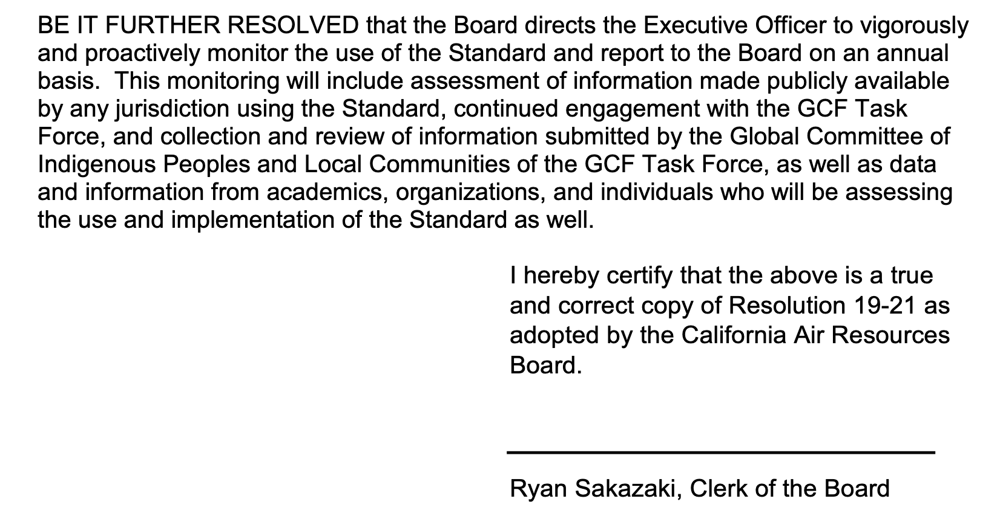 BE IT FURTHER RESOLVED that the Board directs the Executive Officer to vigorously
and proactively monitor the use of the Standard and report to the Board on an annual
basis.  This monitoring will include assessment of information made publicly available
by any jurisdiction using the Standard, continued engagement with the GCF Task
Force, and collection and review of information submitted by the Global Committee of
Indigenous Peoples and Local Communities of the GCF Task Force, as well as data
and information from academics, organizations, and individuals who will be assessing
the use and implementation of the Standard as well.
I hereby certify that the above is a true
and correct copy of Resolution 19-21 as
adopted by the California Air Resources
Board.
Ryan Sakazaki, Clerk of the Board